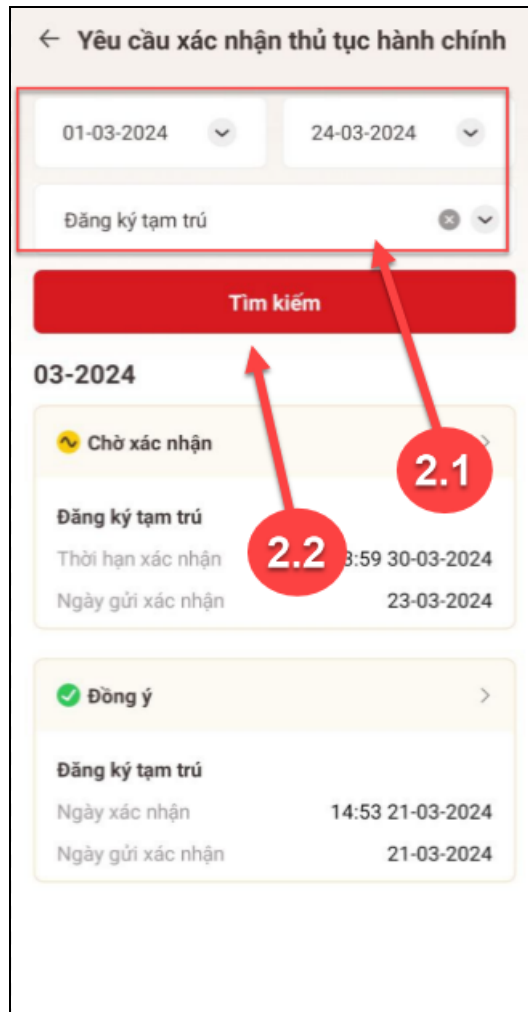 Yêu cầu xác nhận thủ tục hành chính
01-03-2024 24-03-2024
Đăng ký tạm trú
Tìm kiếm
03-2024
Chờ xác nhận
2.1
Đăng ký tạm trú
2.2
Thời hạn xác nhận 3:59 30-03-2024
Ngày gửi xác nhận 23-03-2024
Đồng ý
Đăng ký tạm trú
Ngày xác nhận 14:53 21-03-2024
Ngày gửi xác nhận 21-03-2024